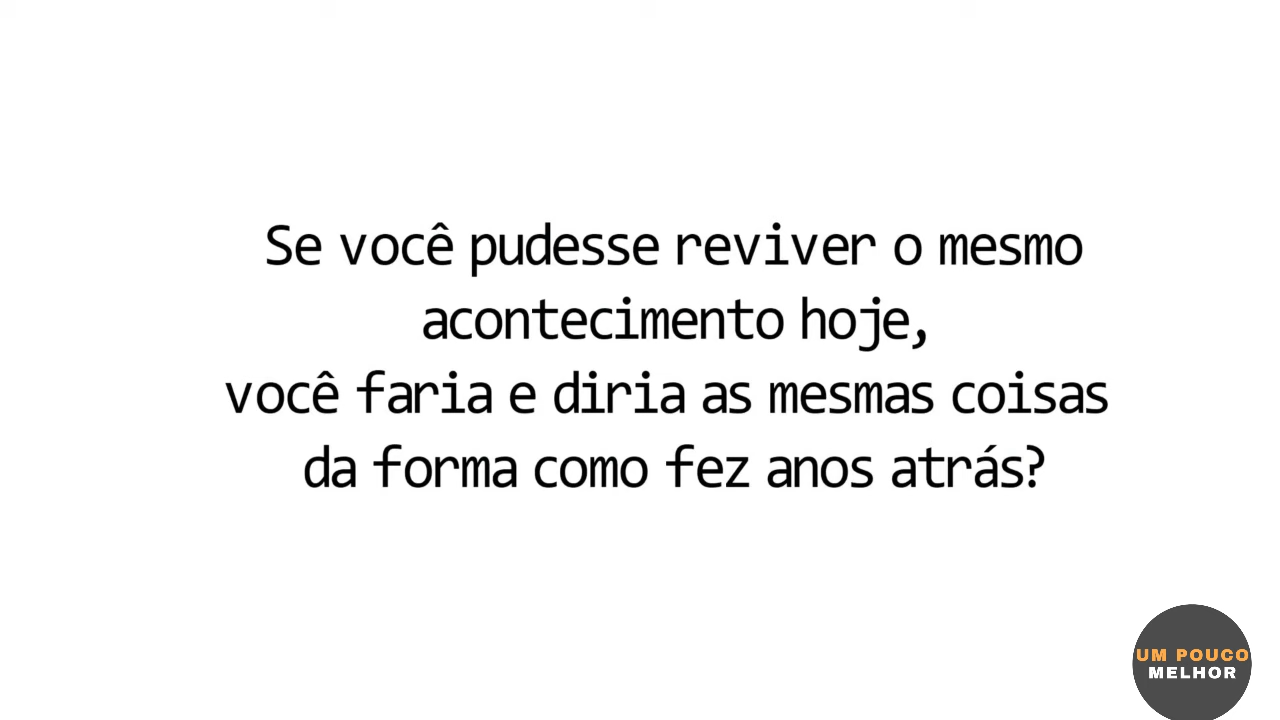 Se você pudesse reviver o mesmo
acontecimento hoje,
você faria e diria as mesmas coisas
da forma como fez anos atrás?
UM POUCO
MELHOR